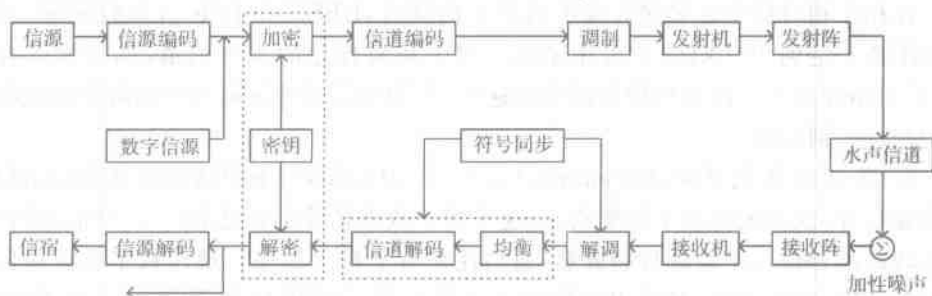 信源 信源编码 加密 信道编码 调制 发射机 发射阵
数字信源 密钥 符号同步 水声信道
信宿 信源解码 解密 信道解码 均衡 解调 接收机 接收阵 Σ
加性噪声